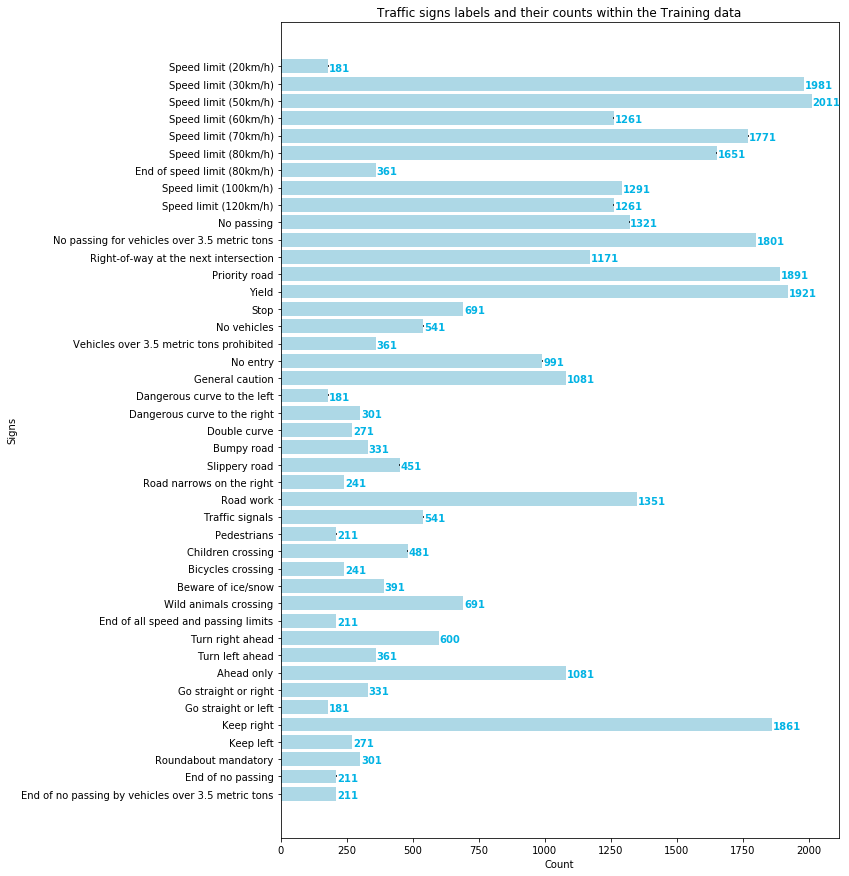 Traffic signs labels and their counts within the Training data
Speed limit (20km/h) 181
Speed limit (30km/h) 1981
Speed limit (50km/h) 2011
Speed limit (60km/h) 1261
Speed limit (70km/h) 1771
Speed limit (80km/h) 1651
End of speed limit (80km/h) 361
Speed limit (100km/h) 1291
Speed limit (120km/h) 1261
No passing 1321
No passing for vehicles over 3.5 metric tons 1801
Right-of-way at the next intersection 1171
Priority road 1891
Yield 1921
Stop 691
No vehicles 541
Vehicles over 3.5 metric tons prohibited 361
No entry 991
General caution 1081
Dangerous curve to the left 181
Dangerous curve to the right 301
Double curve 271
Bumpy road 331
Slippery road 451
Road narrows on the right 241
Road work 1351
Traffic signals 541
Pedestrians 211
Children crossing 481
Bicycles crossing 241
Beware of ice/snow 391
Wild animals crossing 691
End of all speed and passing limits 211
Turn right ahead 600
Turn left ahead 361
Ahead only 1081
Go straight or right 331
Go straight or left 181
Keep right 1861
Keep left 271
Roundabout mandatory 301
End of no passing 211
End of no passing by vehicles over 3.5 metric tons 211
Signs
0 250 500 750 1000 1250 1500 1750 2000
Count